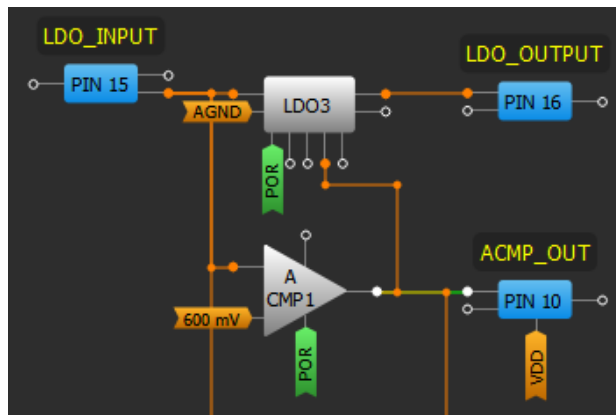 LDO_INPUT
LDO_OUTPUT
PIN 15
LDO3
PIN 16
AGND
POR
ACMP_OUT
A
CMP1
PIN 10
600 mV
POR
VDD